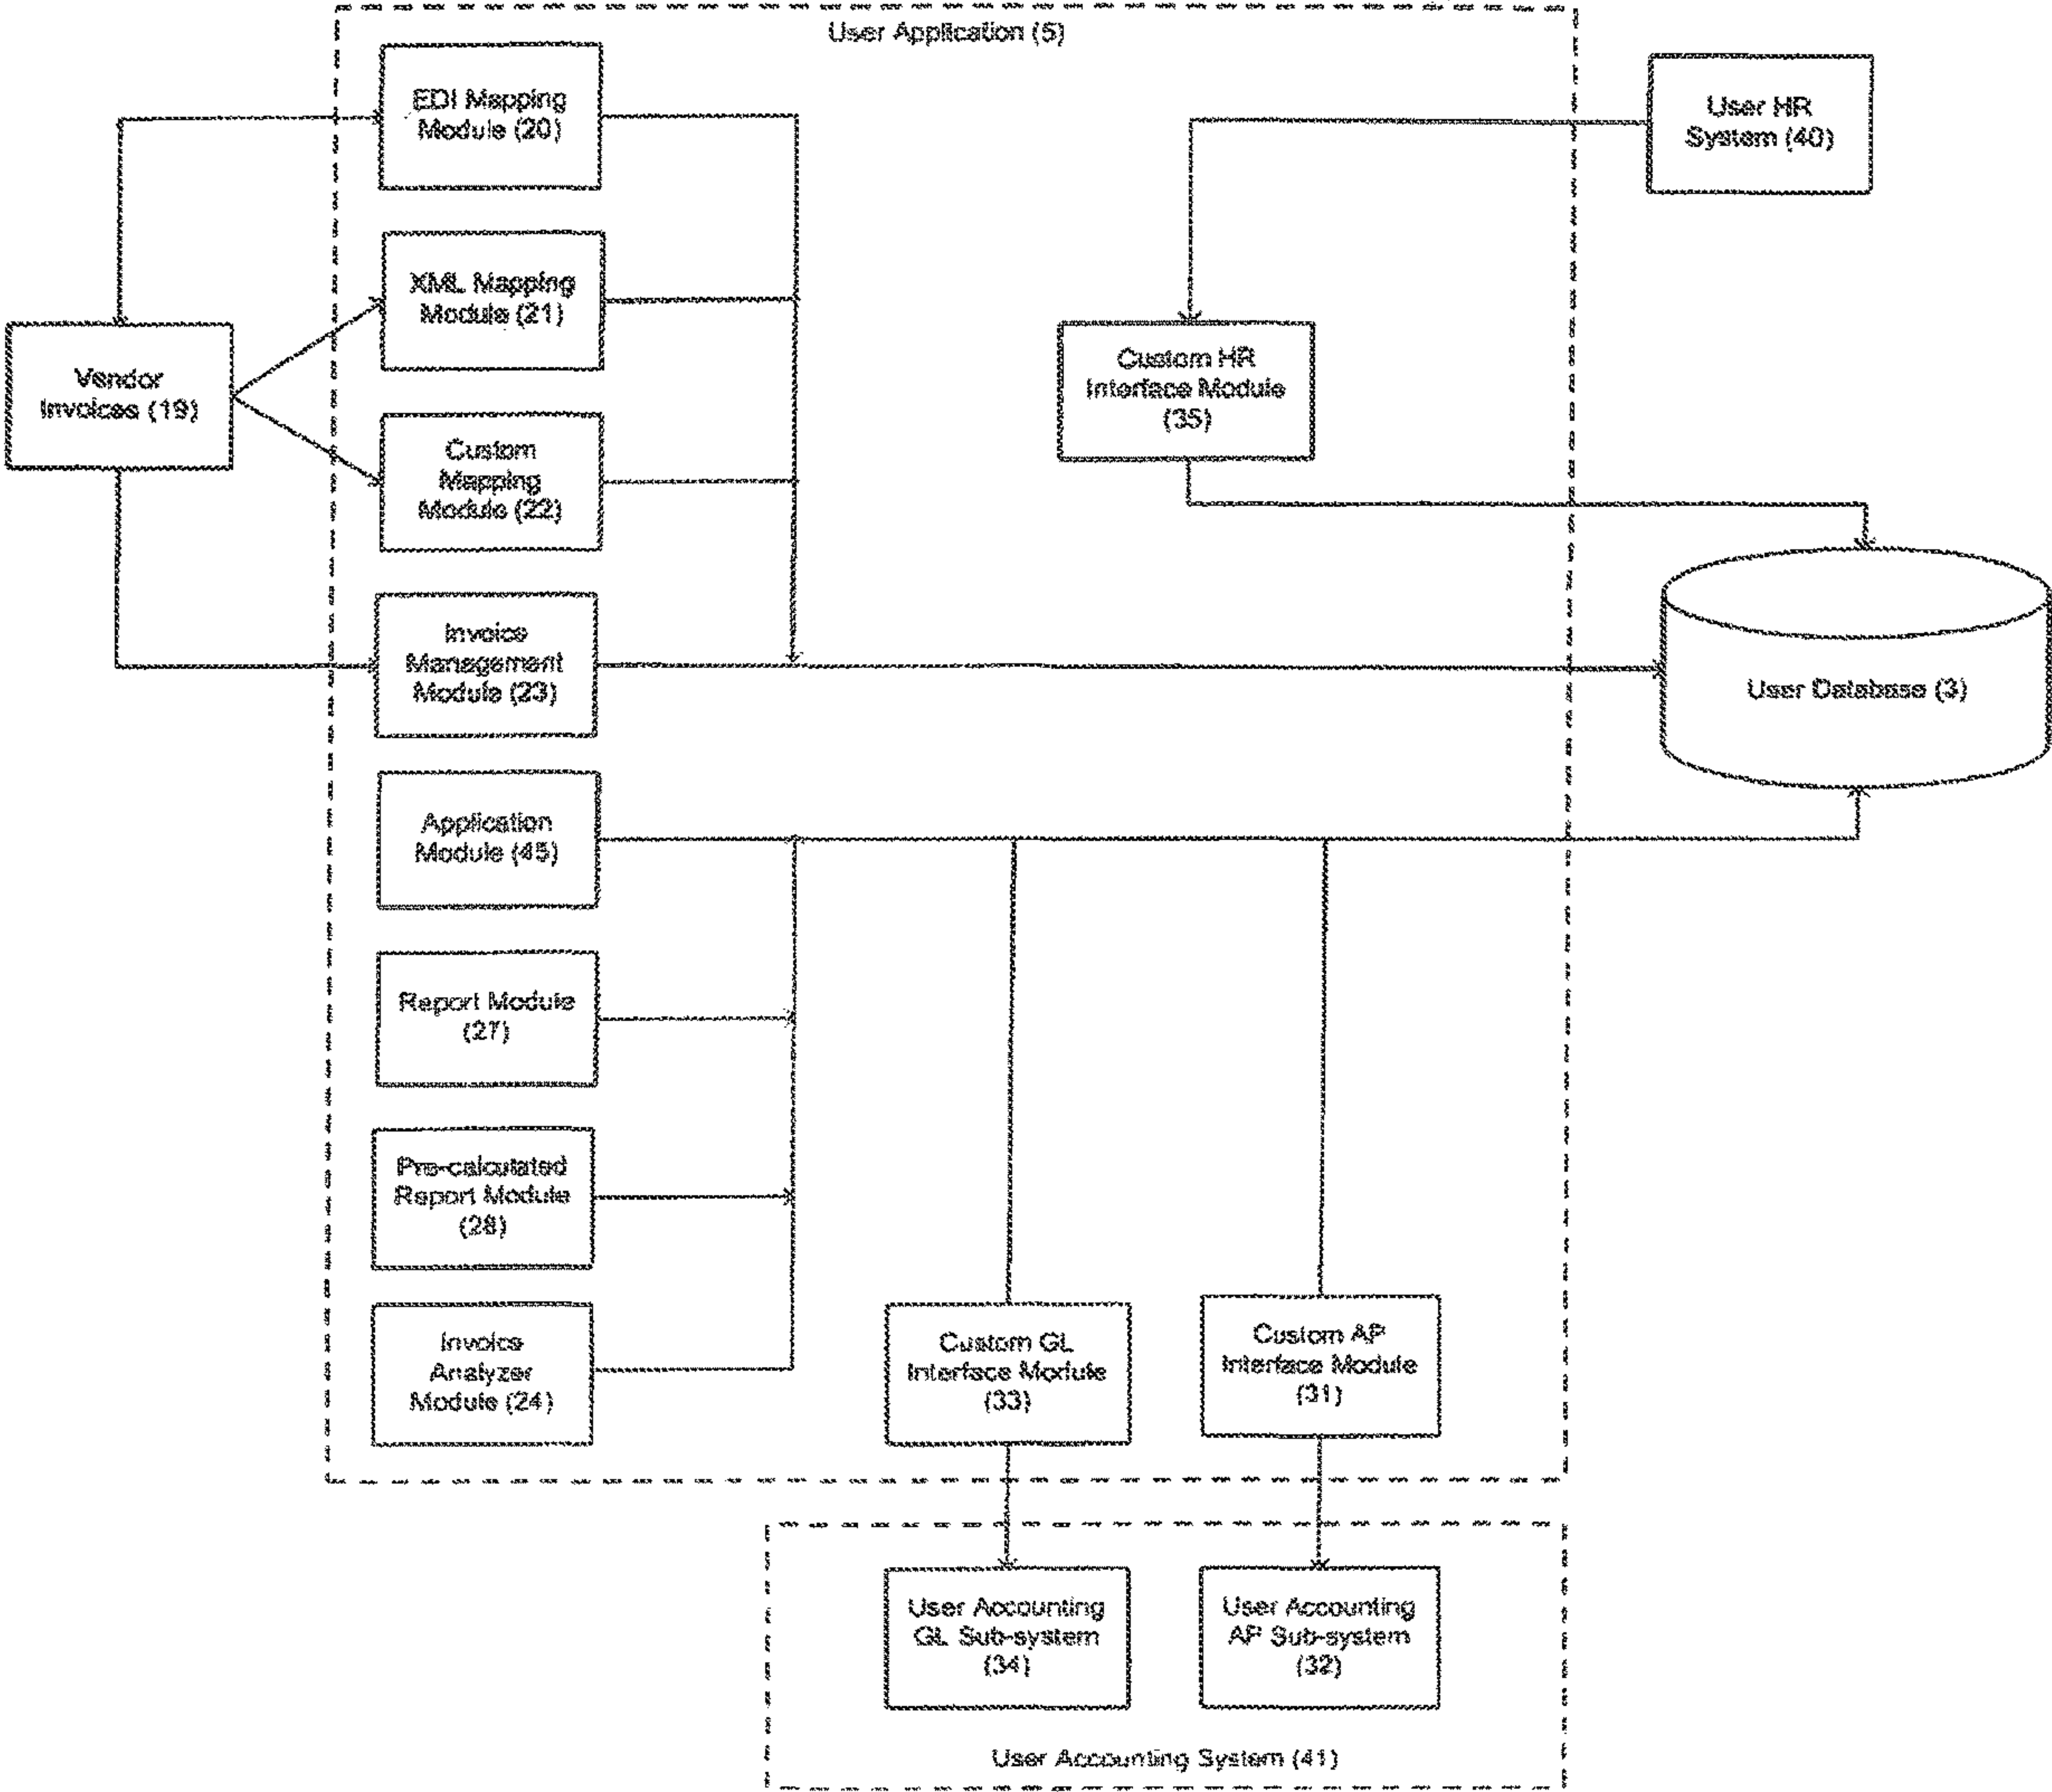 User Application (5)
EDI Mapping
Module (20)
User HR
System (40)
XML Mapping
Module (21)
Custom HR
Interface Module
(35)
Vendor
Invoices (19)
Custom
Mapping
Module (22)
Invoice
Management
Module (23)
User Database (3)
Application
Module (45)
Report Module
(27)
Pre-calculated
Report Module
(28)
Invoice
Analyzer
Module (24)
Custom GL
Interface Module
(33)
Custom AP
Interface Module
(31)
User Accounting
GL Sub-system
(34)
User Accounting
AP Sub-system
(32)
User Accounting System (41)